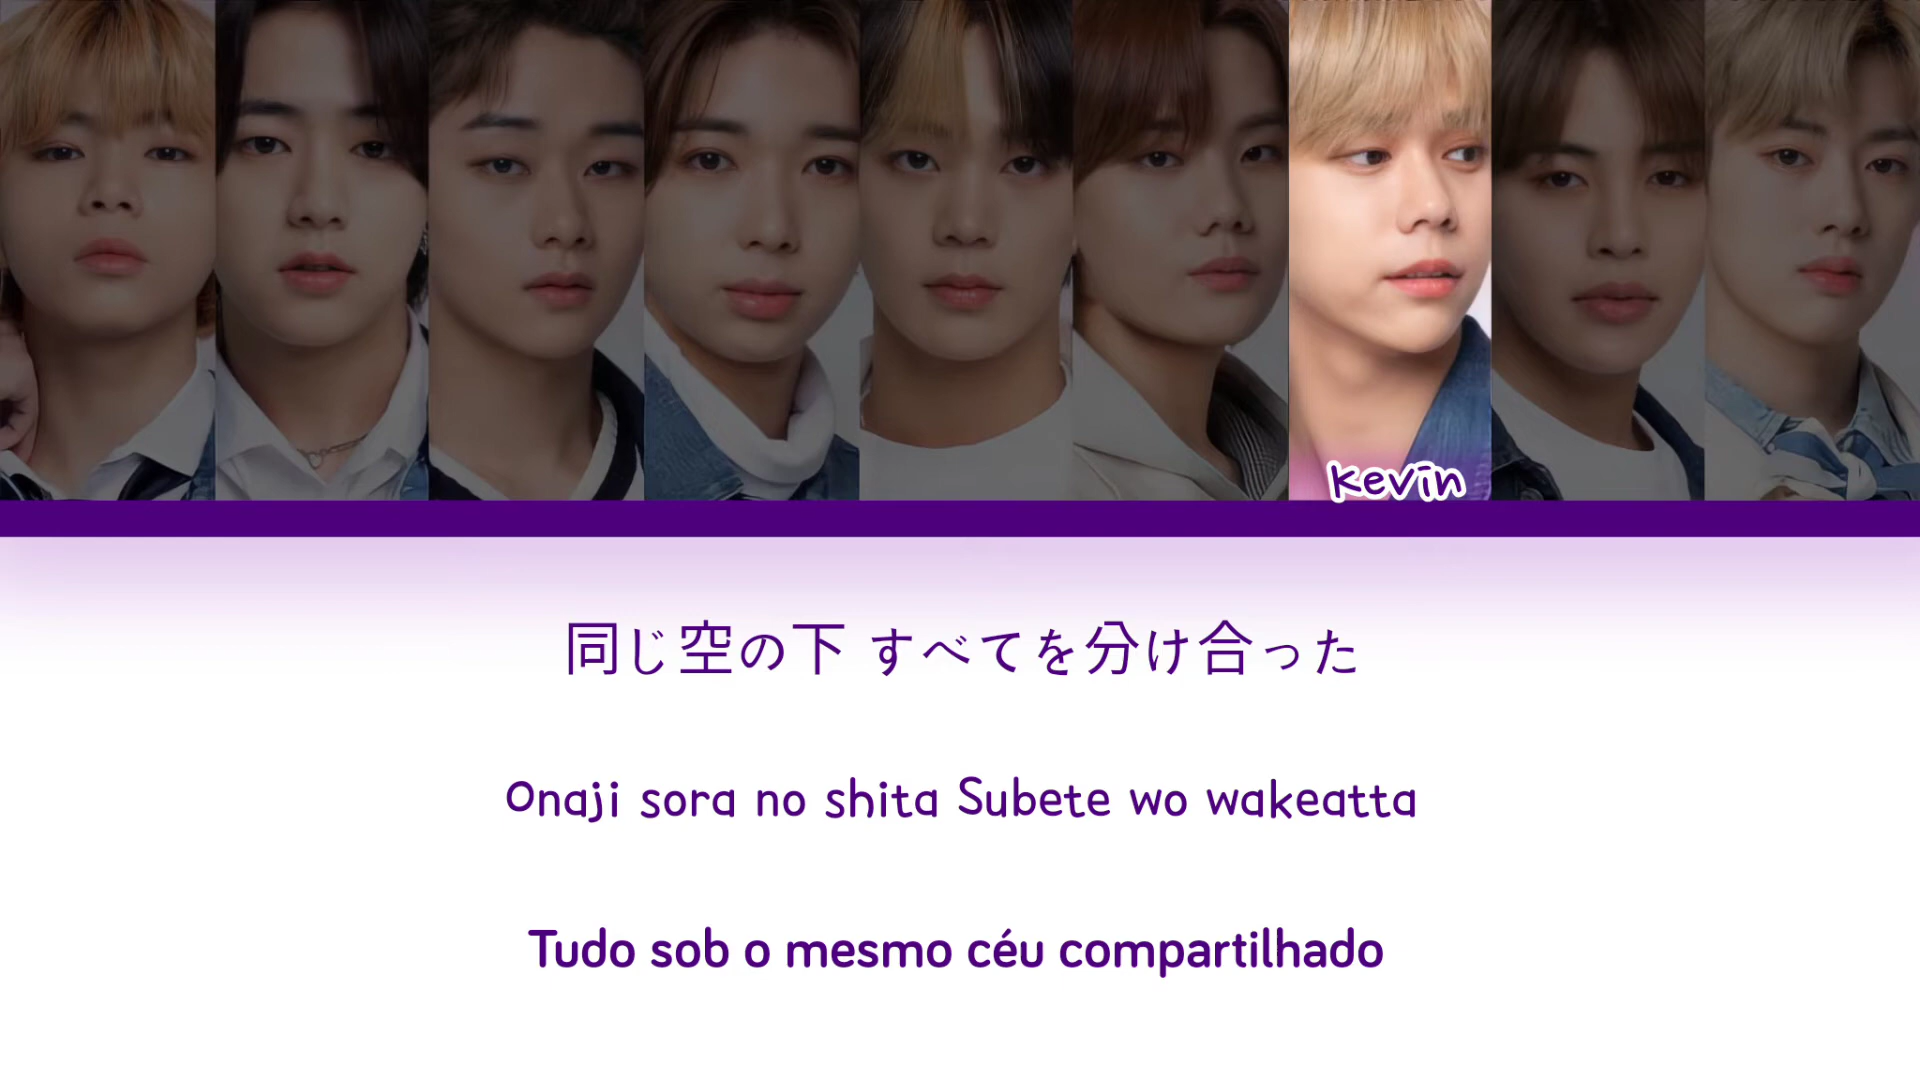 Kevin
同じ空の下 すべてを分け合った
Onaji sora no shita Subete wo wakeatta
Tudo sob o mesmo céu compartilhado